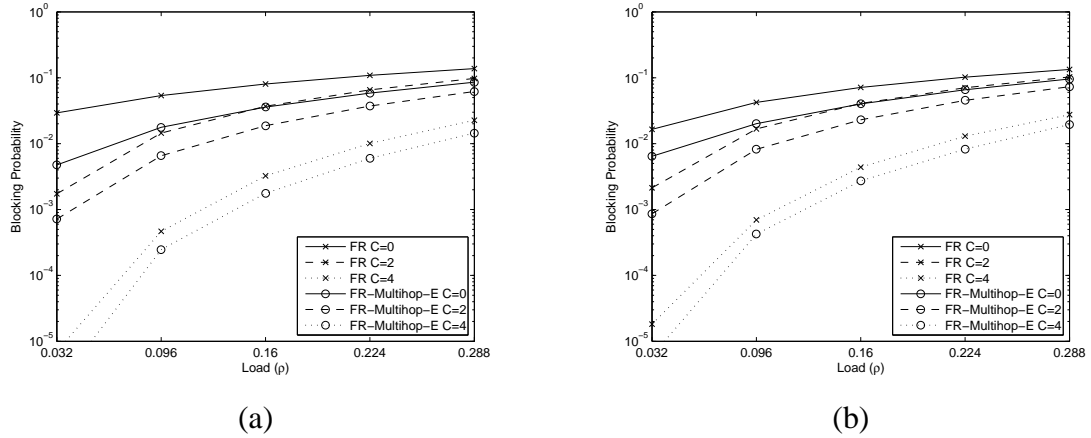 10^0
10^-1
10^-2
10^-3
10^-4
10^-5
Blocking Probability
0.032 0.096 0.16 0.224 0.288
Load (ρ)
FR C=0
FR C=2
FR C=4
FR−Multihop−E C=0
FR−Multihop−E C=2
FR−Multihop−E C=4
(a)
10^0
10^-1
10^-2
10^-3
10^-4
10^-5
Blocking Probability
0.032 0.096 0.16 0.224 0.288
Load (ρ)
FR C=0
FR C=2
FR C=4
FR−Multihop−E C=0
FR−Multihop−E C=2
FR−Multihop−E C=4
(b)